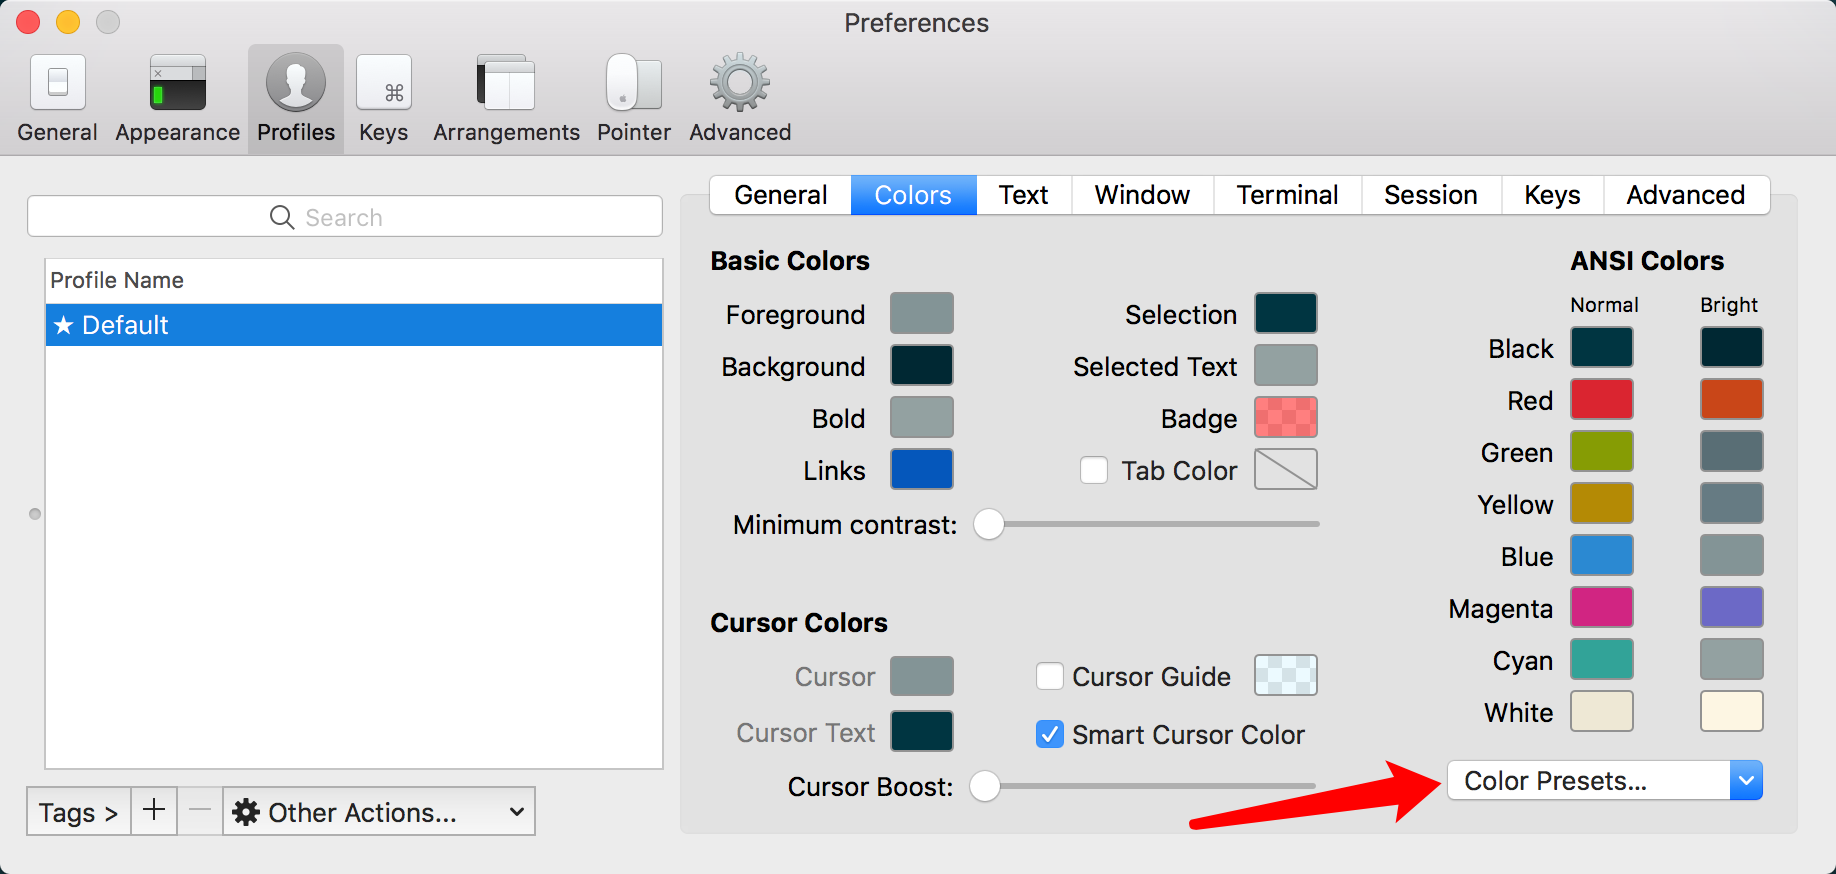 Preferences
General Appearance Profiles Keys Arrangements Pointer Advanced
Search
Profile Name
★ Default
Tags > + − Other Actions...
General Colors Text Window Terminal Session Keys Advanced
Basic Colors
Foreground
Background
Bold
Links
Selection
Selected Text
Badge
Tab Color
Minimum contrast:
Cursor Colors
Cursor
Cursor Text
Cursor Guide
Smart Cursor Color
Cursor Boost:
ANSI Colors
Normal Bright
Black
Red
Green
Yellow
Blue
Magenta
Cyan
White
Color Presets...